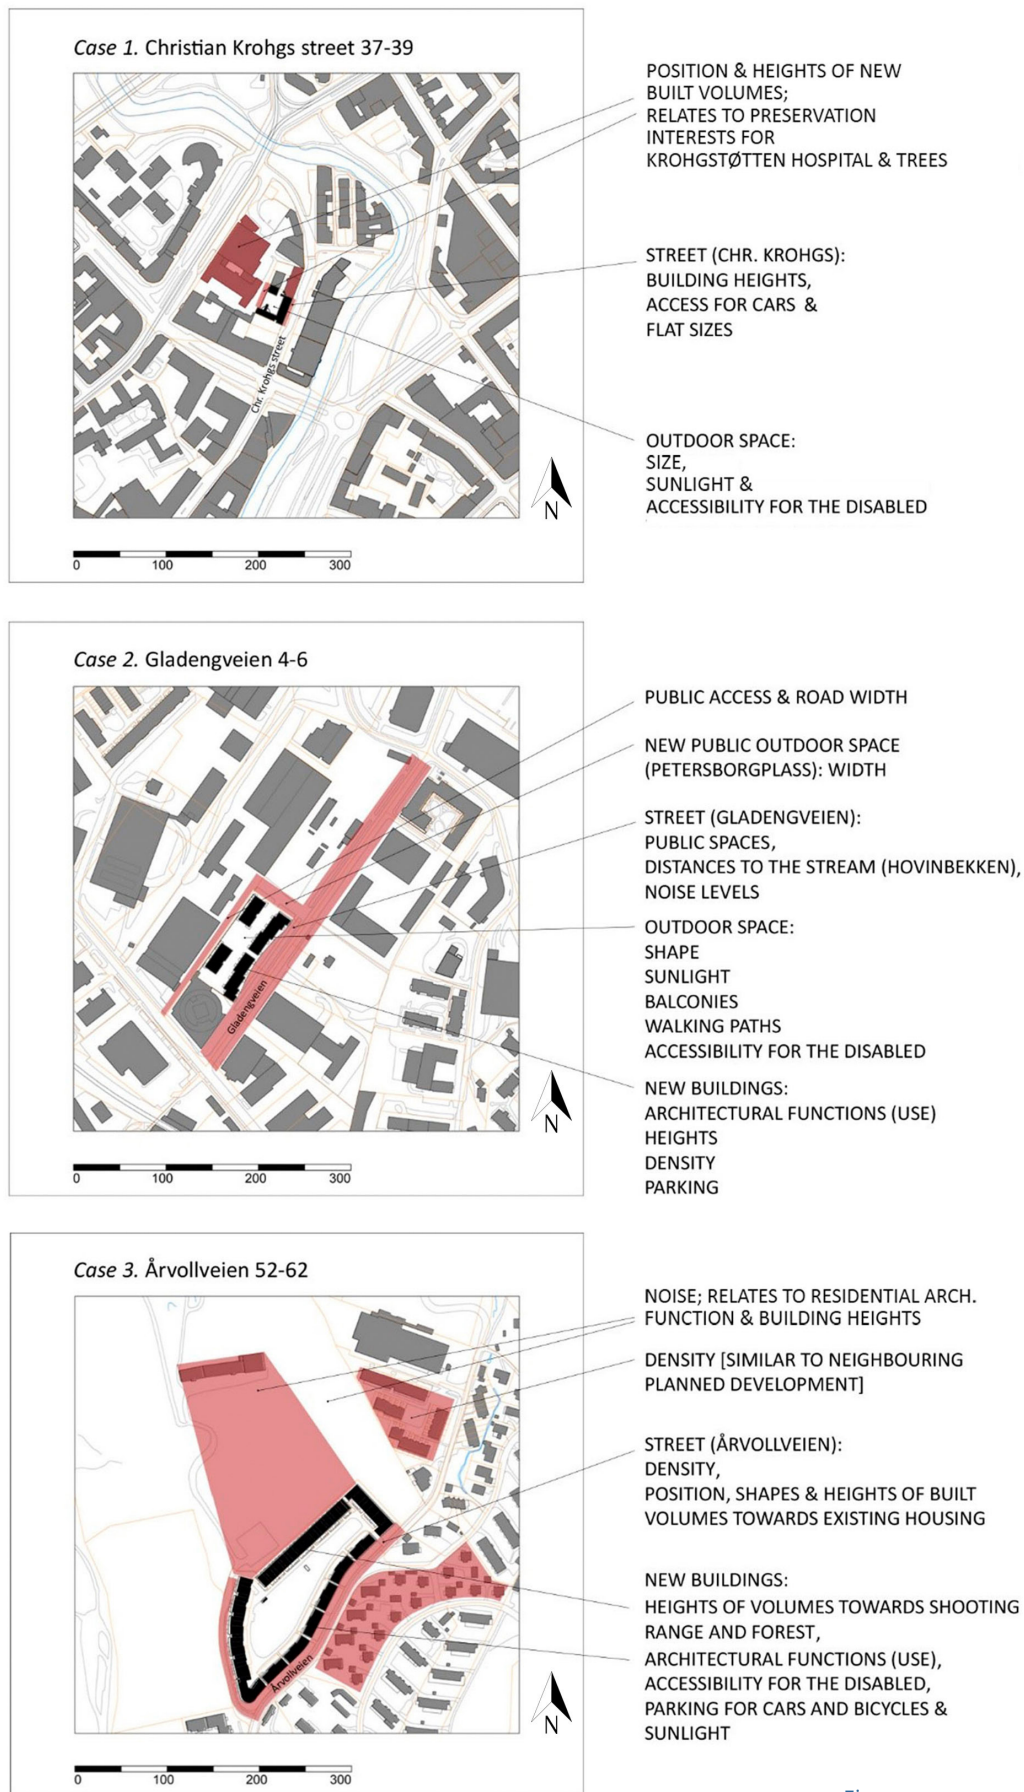 Case 1. Christian Krohgs street 37-39
POSITION & HEIGHTS OF NEW
BUILT VOLUMES;
RELATES TO PRESERVATION
INTERESTS FOR
KROHGSTØTTEN HOSPITAL & TREES
STREET (CHR. KROHGS):
BUILDING HEIGHTS,
ACCESS FOR CARS &
FLAT SIZES
Chr. Krohgs street
OUTDOOR SPACE:
SIZE,
SUNLIGHT &
ACCESSIBILITY FOR THE DISABLED
N
0 100 200 300
Case 2. Gladengveien 4-6
PUBLIC ACCESS & ROAD WIDTH
NEW PUBLIC OUTDOOR SPACE
(PETERSBORGPLASS): WIDTH
STREET (GLADENGVEIEN):
PUBLIC SPACES,
DISTANCES TO THE STREAM (HOVINBEKKEN),
NOISE LEVELS
OUTDOOR SPACE:
SHAPE
SUNLIGHT
BALCONIES
WALKING PATHS
ACCESSIBILITY FOR THE DISABLED
Gladengveien
NEW BUILDINGS:
ARCHITECTURAL FUNCTIONS (USE)
HEIGHTS
DENSITY
PARKING
N
0 100 200 300
Case 3. Årvollveien 52-62
NOISE; RELATES TO RESIDENTIAL ARCH.
FUNCTION & BUILDING HEIGHTS
DENSITY [SIMILAR TO NEIGHBOURING
PLANNED DEVELOPMENT]
STREET (ÅRVOLLVEIEN):
DENSITY,
POSITION, SHAPES & HEIGHTS OF BUILT
VOLUMES TOWARDS EXISTING HOUSING
NEW BUILDINGS:
HEIGHTS OF VOLUMES TOWARDS SHOOTING
RANGE AND FOREST,
ARCHITECTURAL FUNCTIONS (USE),
ACCESSIBILITY FOR THE DISABLED,
PARKING FOR CARS AND BICYCLES &
SUNLIGHT
Årvollveien
N
0 100 200 300